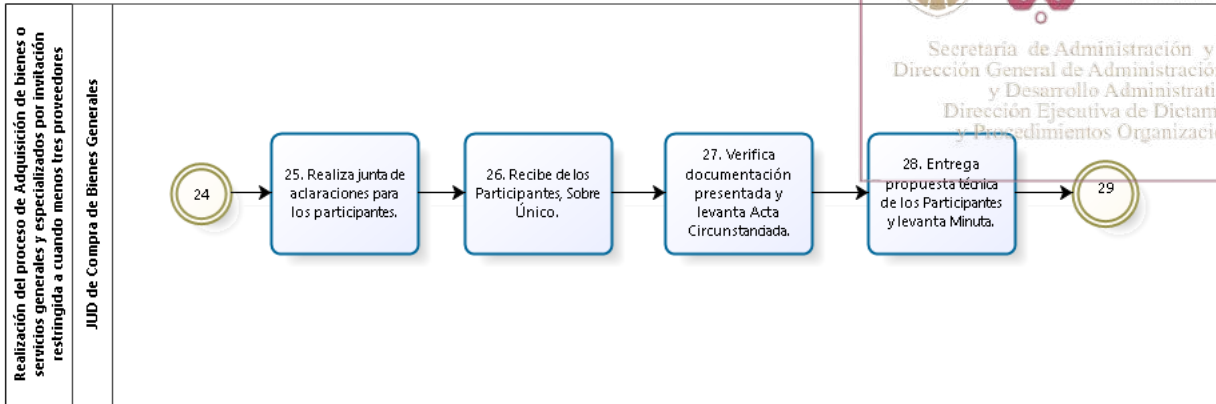 Realización del proceso de Adquisición de bienes o
servicios generales y especializados por invitación
restringida a cuando menos tres proveedores
JUD de Compra de Bienes Generales
24
25. Realiza junta de
aclaraciones para
los participantes.
26. Recibe de los
Participantes, Sobre
Único.
27. Verifica
documentación
presentada y
levanta Acta
Circunstanciada.
28. Entrega
propuesta técnica
de los Participantes
y levanta Minuta.
29
Secretaría de Administración y
Dirección General de Administració
y Desarrollo Administrati
Dirección Ejecutiva de Dictam
y Procedimientos Organizaci